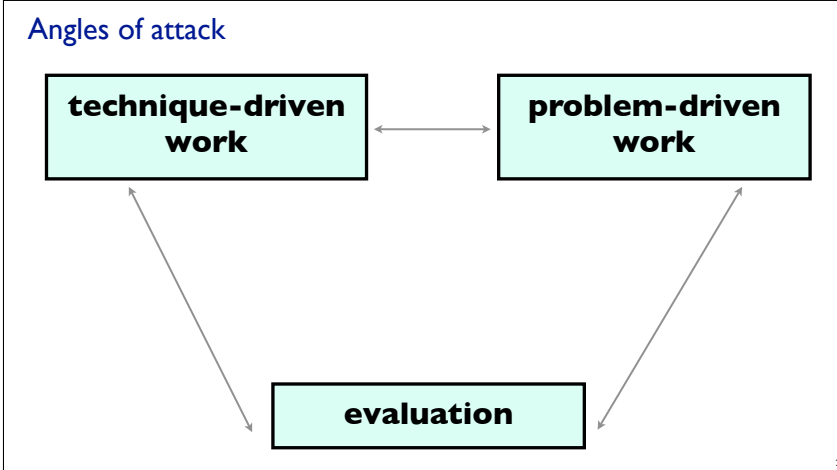 Angles of attack
technique-driven
work
problem-driven
work
evaluation